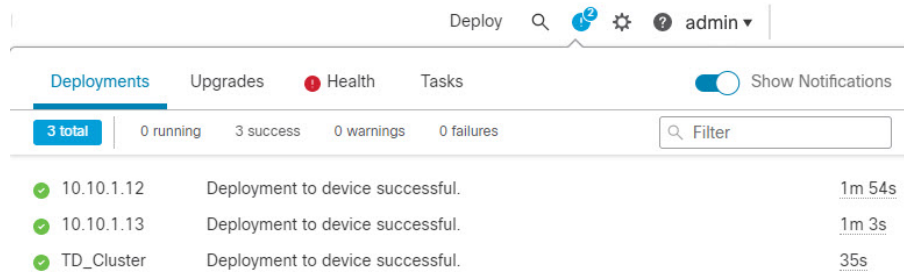 Deploy 2 ? admin
Deployments Upgrades ! Health Tasks Show Notifications
3 total 0 running 3 success 0 warnings 0 failures Filter
10.10.1.12 Deployment to device successful. 1m 54s
10.10.1.13 Deployment to device successful. 1m 3s
TD_Cluster Deployment to device successful. 35s